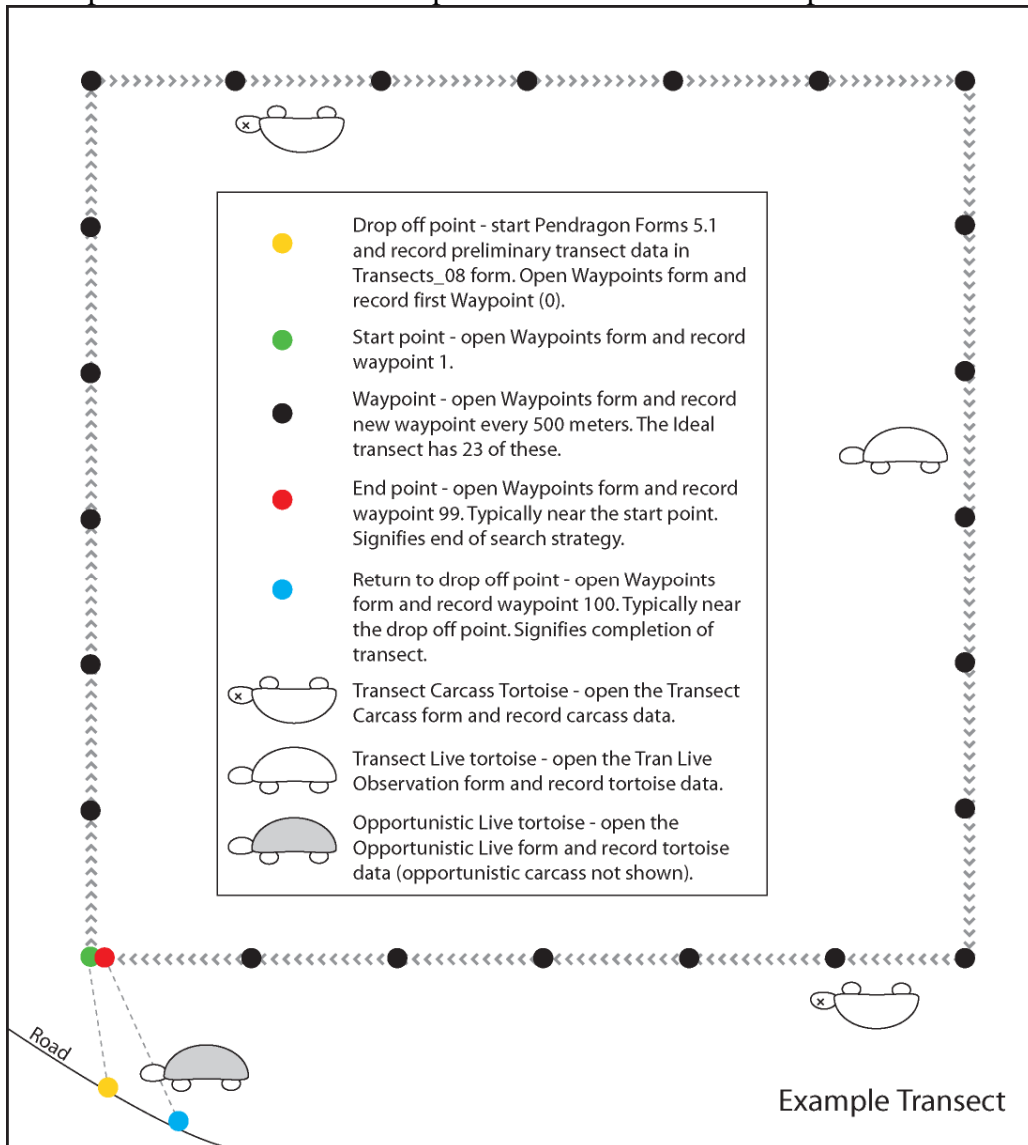 Drop off point - start Pendragon Forms 5.1
and record preliminary transect data in
Transects_08 form. Open Waypoints form and
record first Waypoint (0).
Start point - open Waypoints form and record
waypoint 1.
Waypoint - open Waypoints form and record
new waypoint every 500 meters. The Ideal
transect has 23 of these.
End point - open Waypoints form and record
waypoint 99. Typically near the start point.
Signifies end of search strategy.
Return to drop off point - open Waypoints
form and record waypoint 100. Typically near
the drop off point. Signifies completion of
transect.
Transect Carcass Tortoise - open the Transect
Carcass form and record carcass data.
Transect Live tortoise - open the Tran Live
Observation form and record tortoise data.
Opportunistic Live tortoise - open the
Opportunistic Live form and record tortoise
data (opportunistic carcass not shown).
Road
Example Transect